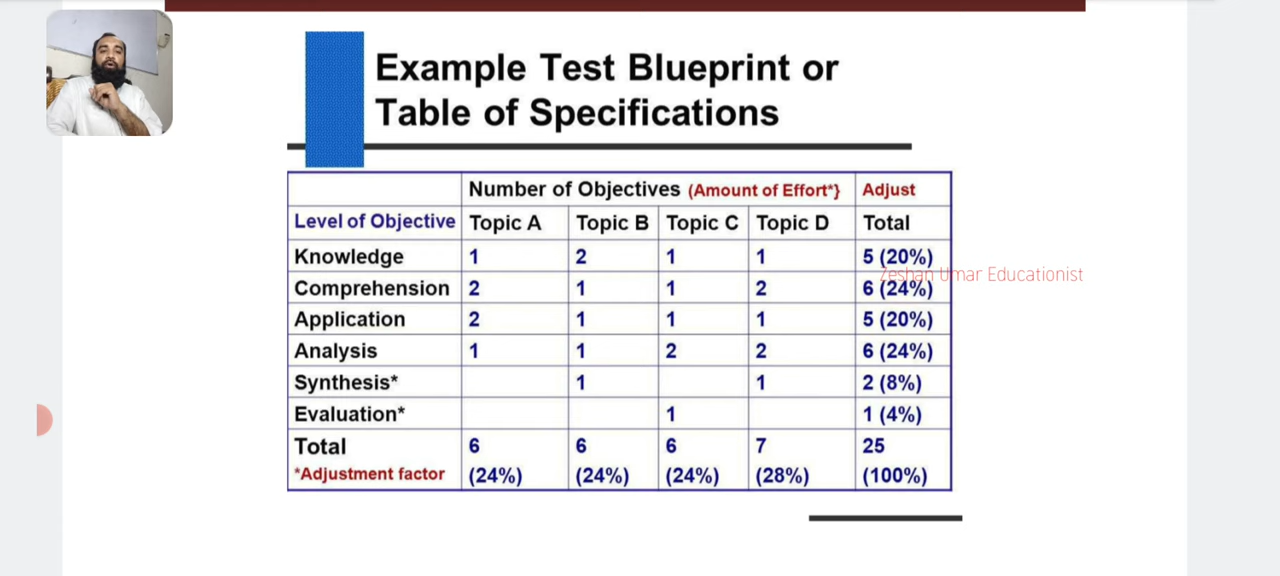 Example Test Blueprint or
Table of Specifications
Number of Objectives (Amount of Effort*} Adjust
Level of Objective Topic A Topic B Topic C Topic D Total
Knowledge 1 2 1 1 5 (20%)
Zeshan Umar Educationist
Comprehension 2 1 1 2 6 (24%)
Application 2 1 1 1 5 (20%)
Analysis 1 1 2 2 6 (24%)
Synthesis* 1 1 2 (8%)
Evaluation* 1 1 (4%)
Total 6 6 6 7 25
*Adjustment factor (24%) (24%) (24%) (28%) (100%)